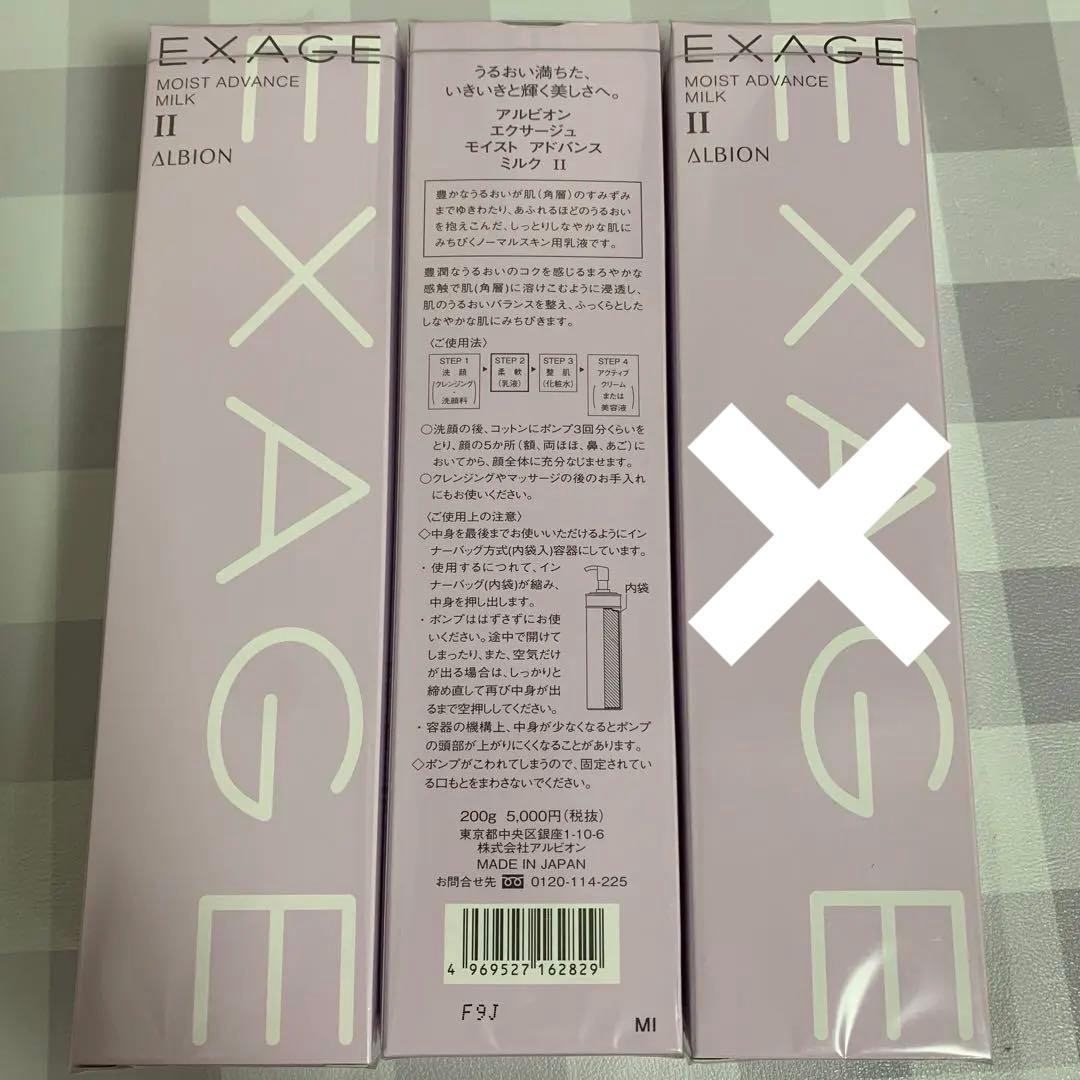 EXAGE
MOIST ADVANCE
MILK
II
ALBION
EXAGE
うるおい満ちた、
いきいきと輝く美しさへ。
アルビオン
エクサージュ
モイスト アドバンス
ミルク II
豊かなうるおいが肌(角層)のすみずみ
までゆきわたり、あふれるほどのうるおい
を抱えこんだ、しっとりしなやかな肌に
みちびくノーマルスキン用乳液です。
豊潤なうるおいのコクを感じるまろやかな
感触で肌(角層)に溶けこむように浸透し、
肌のうるおいバランスを整え、ふっくらとした
しなやかな肌にみちびきます。
〈ご使用法〉
STEP 1
洗顔
(クレンジング・洗顔料)
STEP 2
柔軟
(乳液)
STEP 3
整肌
(化粧水)
STEP 4
アクティブ
クリーム
または
美容液
○洗顔の後、コットンにポンプ3回分くらいを
とり、顔の5か所(額、両ほほ、鼻、あご)に
おいてから、顔全体に充分なじませます。
○クレンジングやマッサージの後のお手入れ
にもお使いください。
〈ご使用上の注意〉
◇中身を最後までお使いいただけるようにイン
ナーバッグ方式(内袋入)容器にしています。
・使用するにつれて、イン
ナーバッグ(内袋)が縮み、
中身を押し出します。
内袋
・ポンプははずさずにお使
いください。途中で開けて
しまったり、また、空気だけ
が出る場合は、しっかりと
締め直して再び中身が出
るまで空押ししてください。
・容器の機構上、中身が少なくなるとポンプ
の頭部が上がりにくくなることがあります。
◇ポンプがこわれてしまうので、固定されてい
る口もとをまわさないでください。
200g 5,000円(税抜)
東京都中央区銀座1-10-6
株式会社アルビオン
MADE IN JAPAN
お問合せ先 0120-114-225
4 969527 162829
F9J
MI
EXAGE
MOIST ADVANCE
MILK
II
ALBION
EXAGE